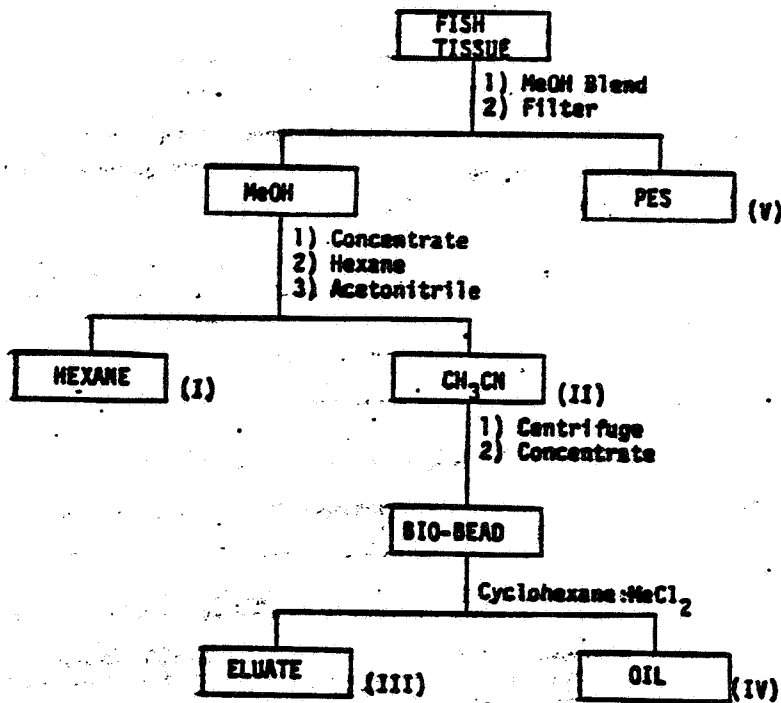 FISH
TISSUE
1) MeOH Blend
2) Filter
MeOH
PES
(V)
1) Concentrate
2) Hexane
3) Acetonitrile
HEXANE
(I)
CH3CN
(II)
1) Centrifuge
2) Concentrate
BIO-BEAD
Cyclohexane:MeCl2
ELUATE
(III)
OIL
(IV)